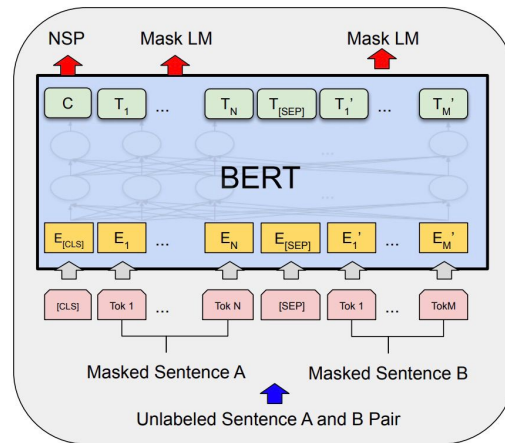 NSP Mask LM Mask LM
C T1 ... TN T[SEP] T1' ... TM'
BERT
E[CLS] E1 ... EN E[SEP] E1' ... EM'
[CLS] Tok 1 ... Tok N [SEP] Tok 1 ... TokM
Masked Sentence A Masked Sentence B
Unlabeled Sentence A and B Pair